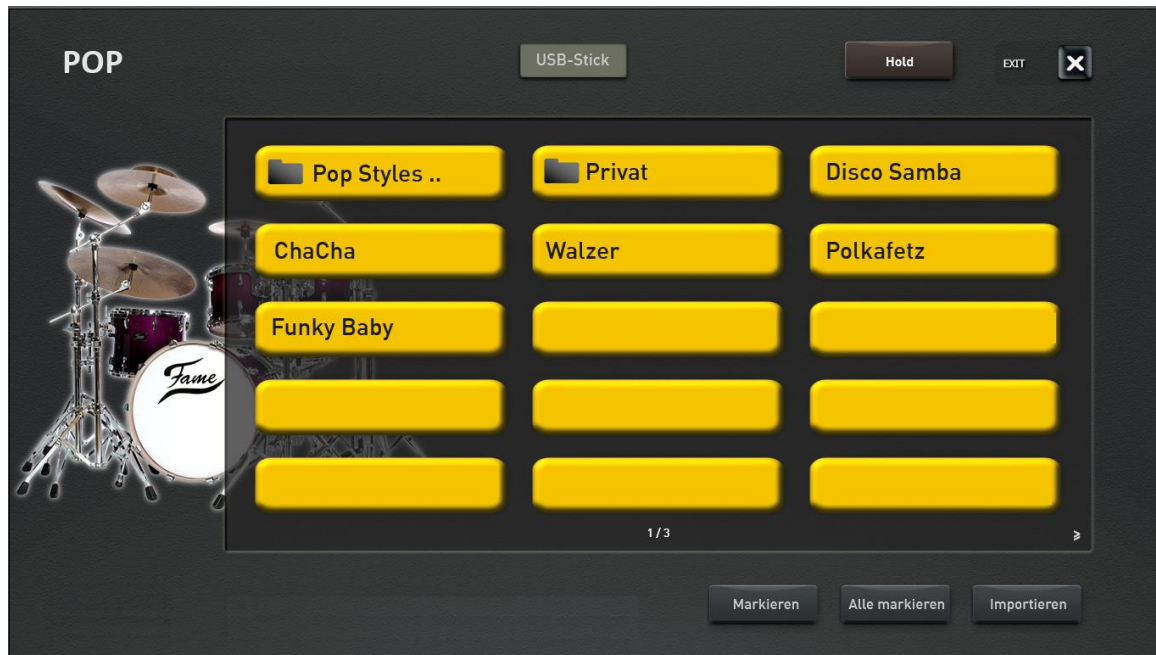 POP
USB-Stick
Hold
EXIT
Pop Styles ..
Privat
Disco Samba
ChaCha
Walzer
Polkafetz
Funky Baby
Fame
1 / 3
Markieren
Alle markieren
Importieren